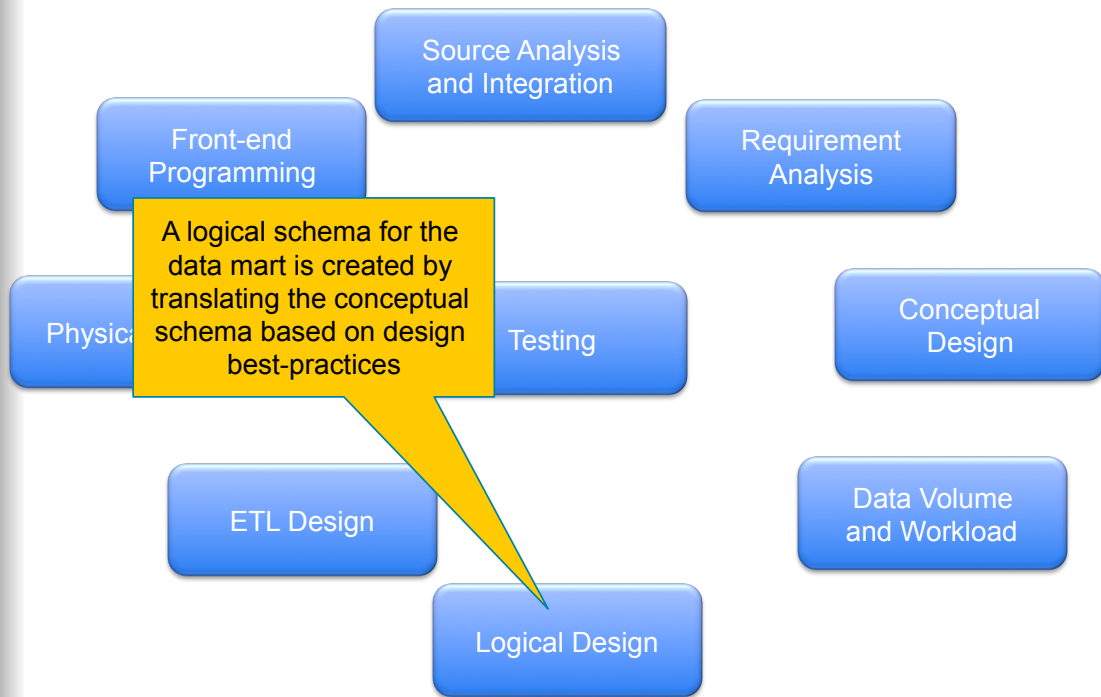 Source Analysis
and Integration
Front-end
Programming
Requirement
Analysis
A logical schema for the
data mart is created by
translating the conceptual
schema based on design
best-practices
Testing
Conceptual
Design
ETL Design
Data Volume
and Workload
Logical Design